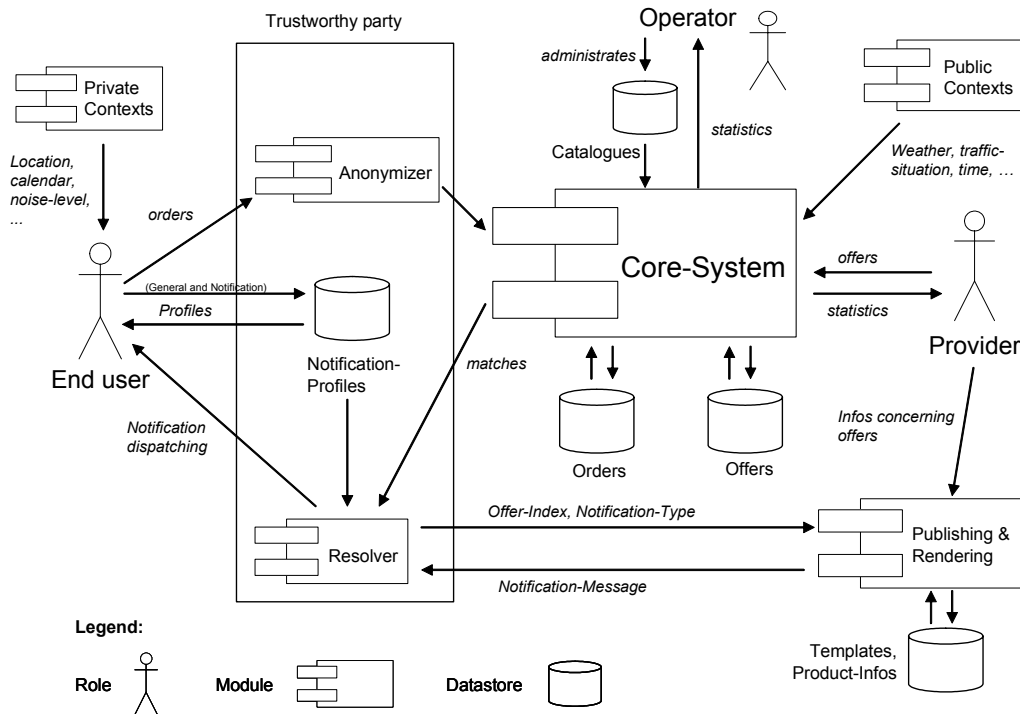 Trustworthy party
Operator
administrates
Private
Contexts
Public
Contexts
statistics
Catalogues
Location,
calendar,
noise-level,
...
Anonymizer
Weather, traffic-
situation, time, …
orders
Core-System
offers
(General and Notification)
Profiles
statistics
End user
Notification-
Profiles
matches
Provider
Notification
dispatching
Infos concerning
offers
Orders
Offers
Offer-Index, Notification-Type
Resolver
Publishing &
Rendering
Notification-Message
Legend:
Templates,
Product-Infos
Role
Module
Datastore